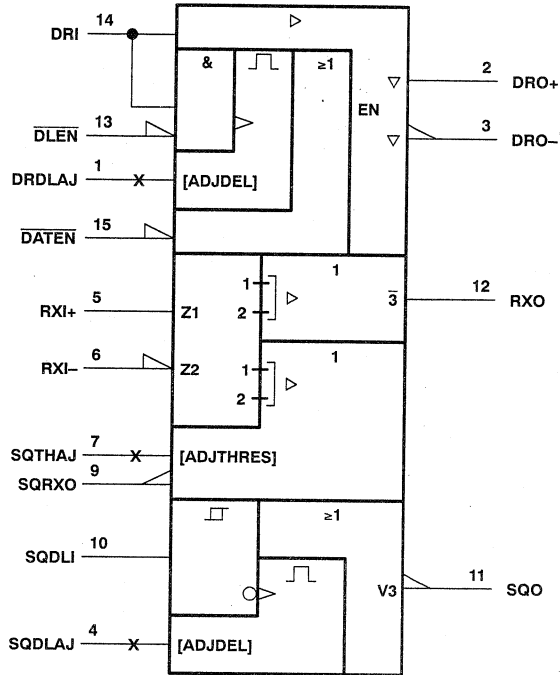 DRI 14
& ≥1
EN
2 DRO+
3 DRO–
DLEN 13
DRDLAJ 1 X [ADJDEL]
DATEN 15
1
RXI+ 5 Z1
1
2
3 12 RXO
RXI– 6 Z2
1
1
2
SQTHAJ 7 X [ADJTHRES]
SQRXO 9
≥1
SQDLI 10
V3 11 SQO
SQDLAJ 4 X [ADJDEL]